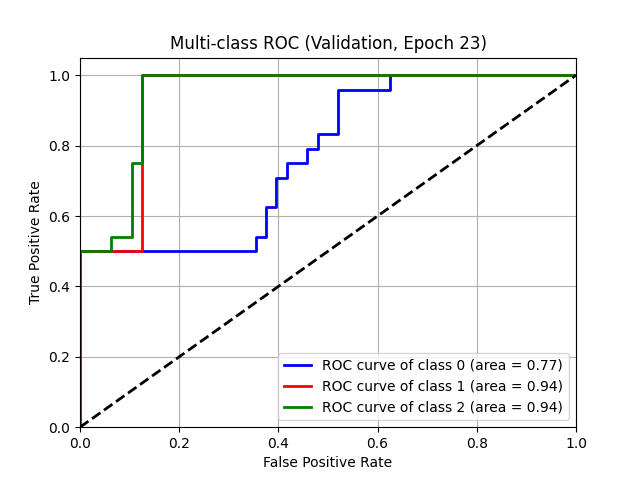 Multi-class ROC (Validation, Epoch 23)
True Positive Rate
1.0
0.8
0.6
0.4
0.2
0.0
ROC curve of class 0 (area = 0.77)
ROC curve of class 1 (area = 0.94)
ROC curve of class 2 (area = 0.94)
0.0 0.2 0.4 0.6 0.8 1.0
False Positive Rate